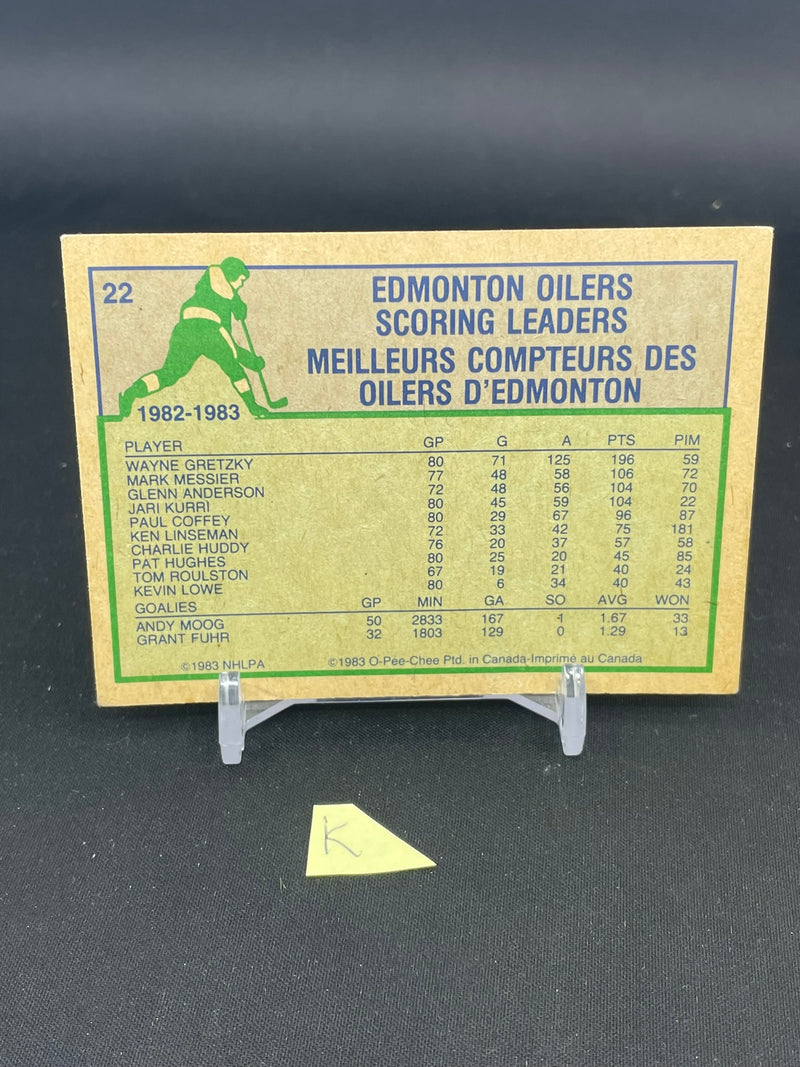 22
EDMONTON OILERS
SCORING LEADERS
MEILLEURS COMPTEURS DES
OILERS D'EDMONTON
1982-1983
PLAYER GP G A PTS PIM
WAYNE GRETZKY 80 71 125 196 59
MARK MESSIER 77 48 58 106 72
GLENN ANDERSON 72 48 56 104 70
JARI KURRI 80 45 59 104 22
PAUL COFFEY 80 29 67 96 87
KEN LINSEMAN 72 33 42 75 181
CHARLIE HUDDY 76 20 37 57 58
PAT HUGHES 80 25 20 45 85
TOM ROULSTON 67 19 21 40 24
KEVIN LOWE 80 6 34 40 43
GOALIES GP MIN GA SO AVG WON
ANDY MOOG 50 2833 167 1 1.67 33
GRANT FUHR 32 1803 129 0 1.29 13
©1983 NHLPA ©1983 O-Pee-Chee Ptd. in Canada-Imprimé au Canada
K